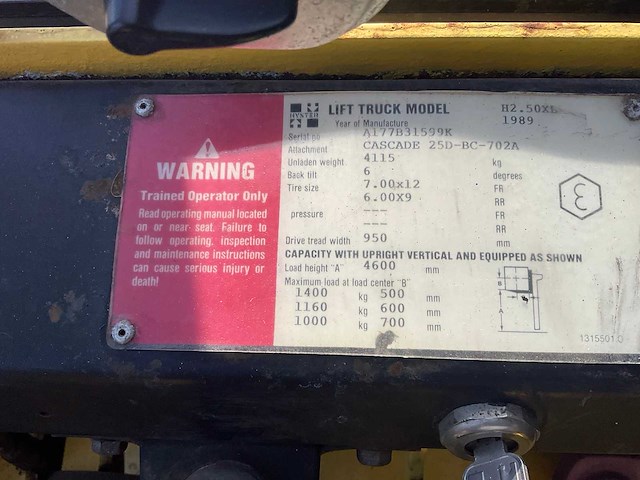 WARNING
Trained Operator Only
Read operating manual located
on or near seat. Failure to
follow operating, inspection
and maintenance instructions
can cause serious injury or
death!
HYSTER
LIFT TRUCK MODEL H2.50XL
Year of Manufacture 1989
Serial no A177B31599K
Attachment CASCADE 25D-BC-702A
Unladen weight 4115 kg
Back tilt 6 degrees
Tire size 7.00x12 FR
6.00X9 RR
pressure --- FR
--- RR
Drive tread width 950 mm
CAPACITY WITH UPRIGHT VERTICAL AND EQUIPPED AS SHOWN
Load height "A" 4600 mm
Maximum load at load center "B"
1400 kg 500 mm
1160 kg 600 mm
1000 kg 700 mm
B
A
ε